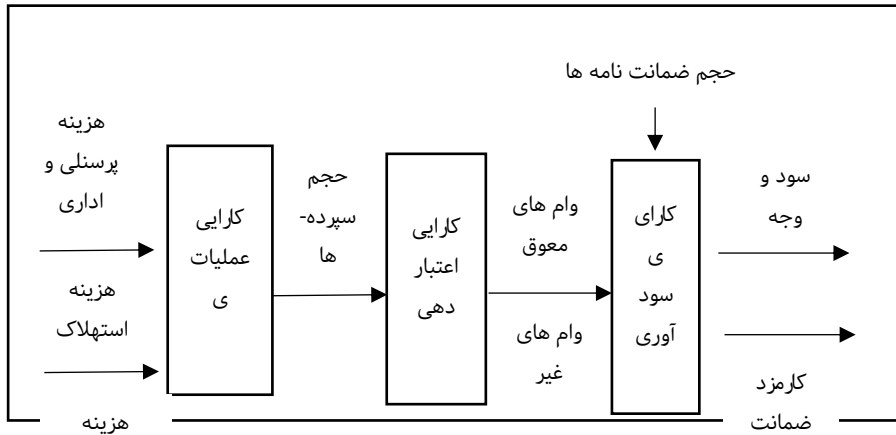 حجم ضمانت نامه ها
هزینه
پرسنلی و
اداری
هزینه
استهلاک
هزینه
کارایی
عملیات
ی
حجم
سپرده-
ها
کارایی
اعتبار
دهی
وام های
معوق
وام های
غیر
کارای
ی
سود
آوری
سود و
وجه
کارمزد
ضمانت